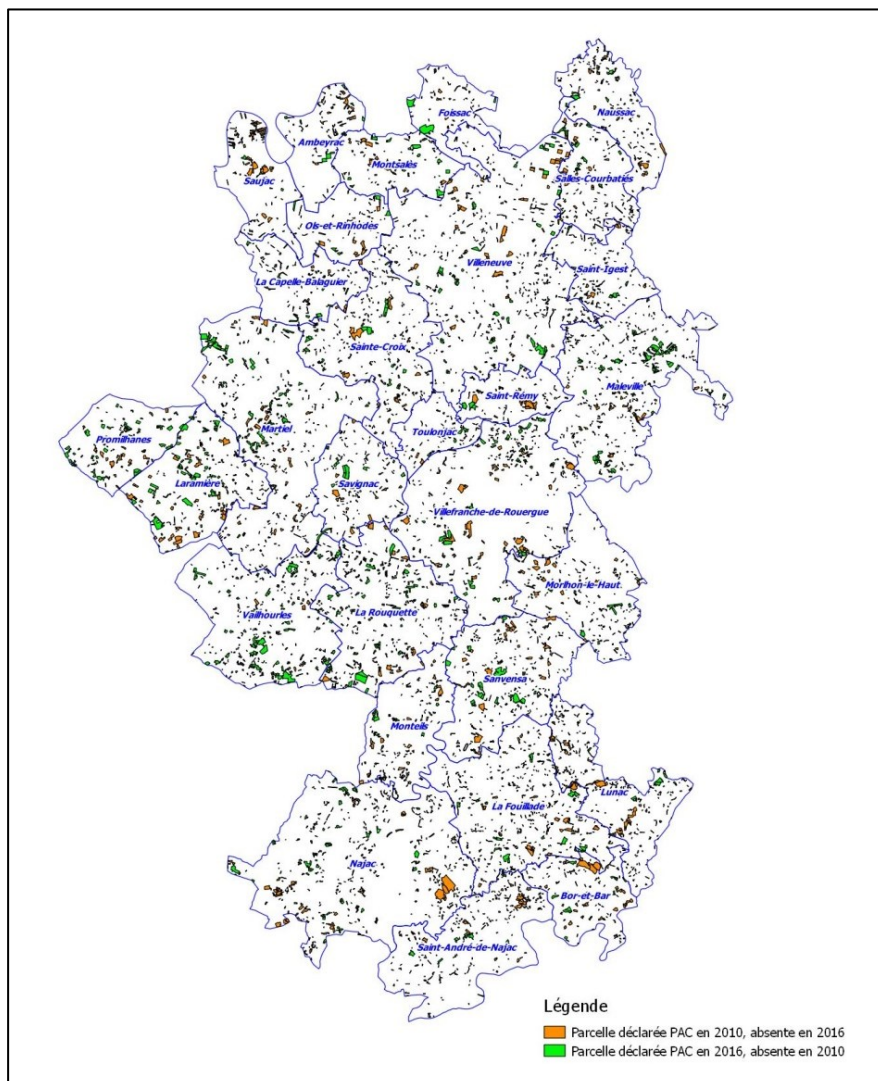 Foissac
Naussac
Ambeyrac
Montsalès
Salles-Courbatiés
Saujac
Ols-et-Rinhodes
Villeneuve
Saint-Igest
La Capelle-Balaguier
Sainte-Croix
Maleville
Saint-Rémy
Promilhanes
Martiel
Toulonjac
Laramière
Savignac
Villefranche-de-Rouergue
Morlhon-le-Haut
Vailhourles
La Rouquette
Sanvensa
Monteils
Lunac
La Fouillade
Najac
Bor-et-Bar
Saint-André-de-Najac
Légende
Parcelle déclarée PAC en 2010, absente en 2016
Parcelle déclarée PAC en 2016, absente en 2010